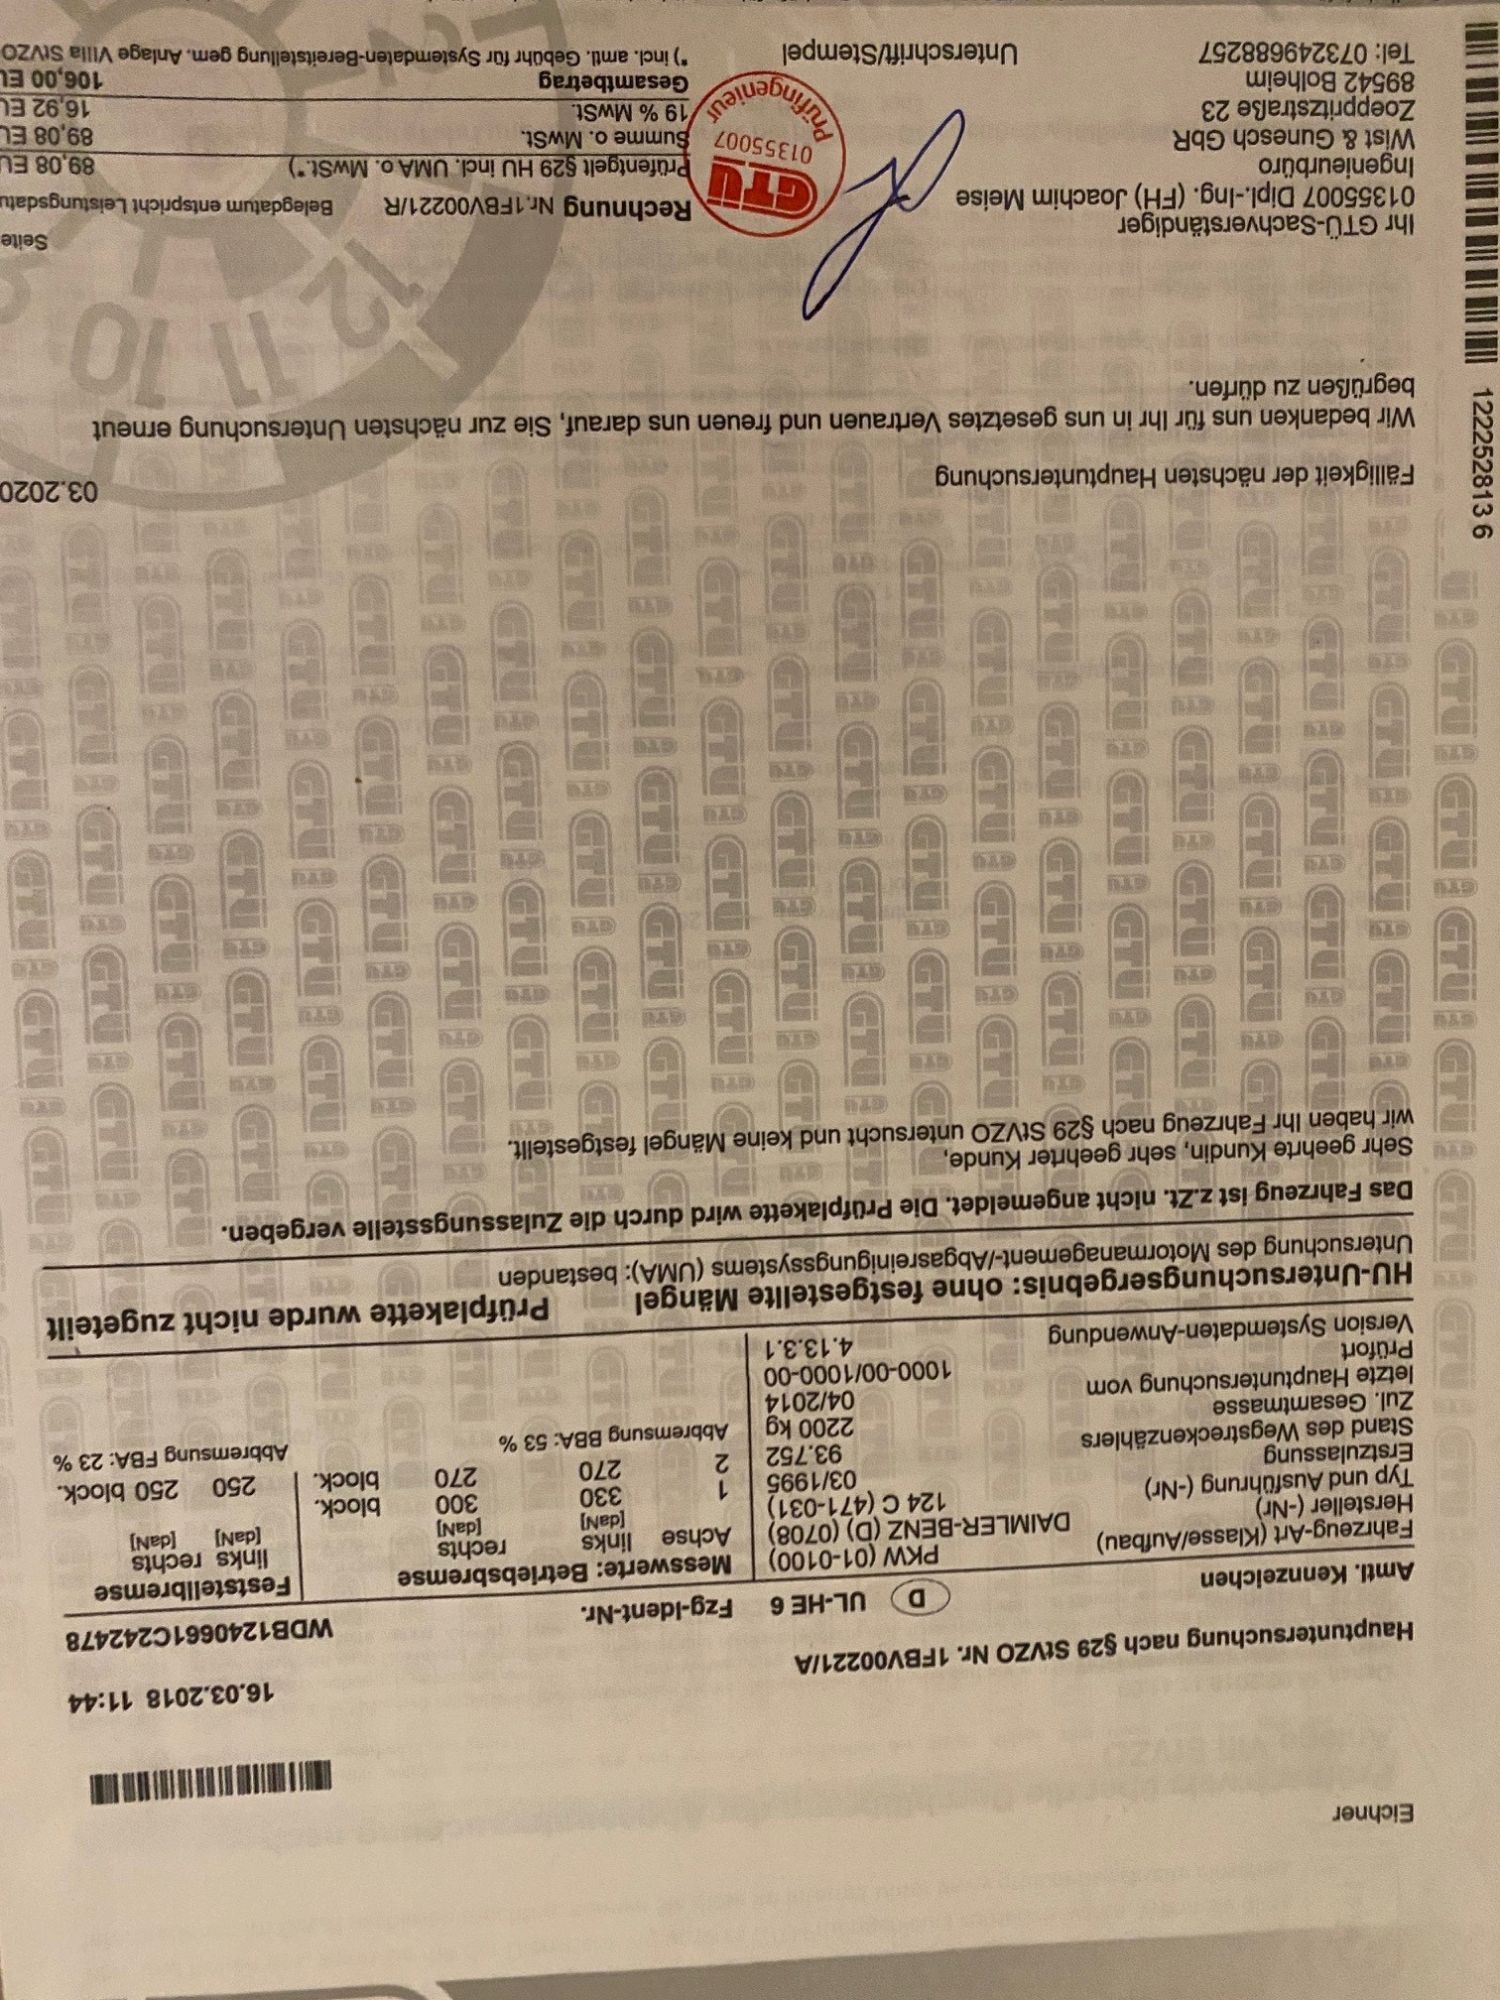 Eichner
16.03.2018 11:44
Hauptuntersuchung nach §29 StVZO Nr. 1FBV00221/A
Amtl. Kennzeichen D UL-HE 6 Fzg-Ident-Nr. WDB1240661C242478
Fahrzeug-Art (Klasse/Aufbau) PKW (01-0100) Messwerte: Betriebsbremse Feststellbremse
Hersteller (-Nr) DAIMLER-BENZ (D) (0708) Achse links rechts links rechts
Typ und Ausführung (-Nr) 124 C (471-031) [daN] [daN] [daN] [daN]
Erstzulassung 03/1995 1 330 300 block.
Stand des Wegstreckenzählers 93.752 2 270 270 block. 250 250 block.
Zul. Gesamtmasse 2200 kg Abbremsung BBA: 53 % Abbremsung FBA: 23 %
letzte Hauptuntersuchung vom 04/2014
Prüfort 1000-00/1000-00
Version Systemdaten-Anwendung 4.13.3.1
HU-Untersuchungsergebnis: ohne festgestellte Mängel Prüfplakette wurde nicht zugeteilt
Untersuchung des Motormanagement-/Abgasreinigungssystems (UMA): bestanden
Das Fahrzeug ist z.Zt. nicht angemeldet. Die Prüfplakette wird durch die Zulassungsstelle vergeben.
Sehr geehrte Kundin, sehr geehrter Kunde,
wir haben Ihr Fahrzeug nach §29 StVZO untersucht und keine Mängel festgestellt.
Fälligkeit der nächsten Hauptuntersuchung 03.2020
Wir bedanken uns für Ihr in uns gesetztes Vertrauen und freuen uns darauf, Sie zur nächsten Untersuchung erneut
begrüßen zu dürfen.
1222528136
Seite
Ihr GTÜ-Sachverständiger
01355007 Dipl.-Ing. (FH) Joachim Meise
Ingenieurbüro
Wist & Gunesch GbR
Zoeppritzstraße 23
89542 Bolheim
Tel: 073249688257
Unterschrift/Stempel
GTÜ
01355007
Prüfingenieur
Rechnung Nr.1FBV00221/R Belegdatum entspricht Leistungsdatu
Prüfentgelt §29 HU incl. UMA o. MwSt.*) 89,08 EU
Summe o. MwSt. 89,08 EU
19 % MwSt. 16,92 EU
Gesamtbetrag 106,00 EU
*) incl. amtl. Gebühr für Systemdaten-Bereitstellung gem. Anlage VIIIa StVZO
10 11 12